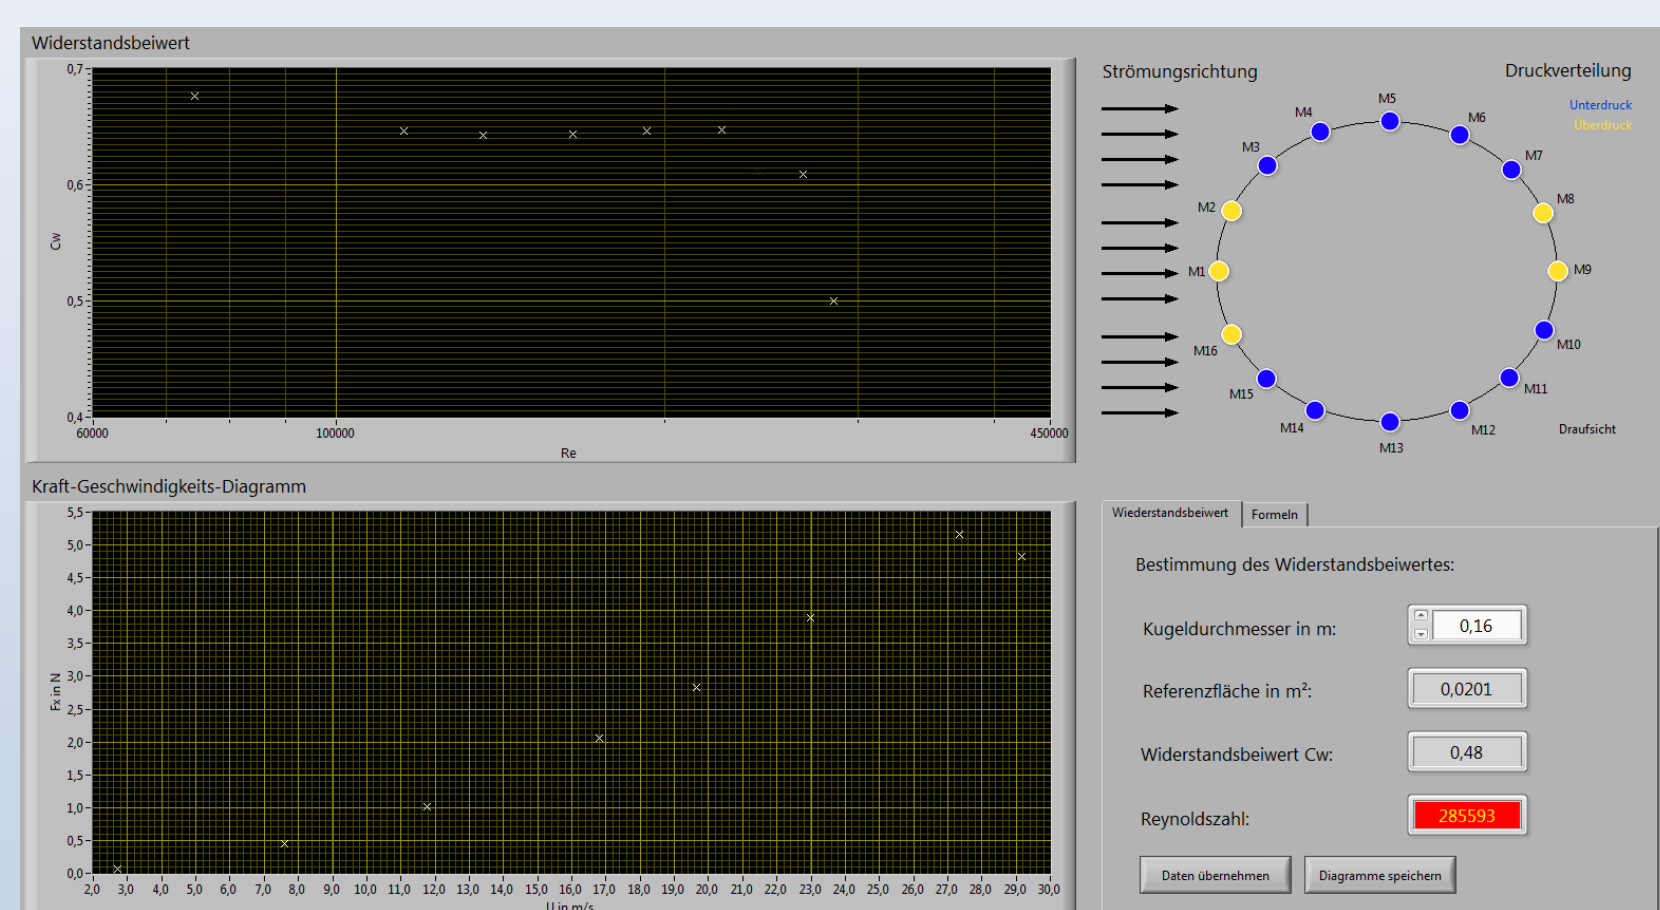 Widerstandsbeiwert
0,7
0,6
0,5
0,4
Cw
60000
100000
450000
Re
Strömungsrichtung
Druckverteilung
Unterdruck
Überdruck
M5
M4
M6
M3
M7
M2
M8
M1
M9
M16
M10
M15
M11
M14
M12
M13
Draufsicht
Kraft-Geschwindigkeits-Diagramm
5,5
5,0
4,5
4,0
3,5
3,0
2,5
2,0
1,5
1,0
0,5
0,0
Fx in N
2,0 3,0 4,0 5,0 6,0 7,0 8,0 9,0 10,0 11,0 12,0 13,0 14,0 15,0 16,0 17,0 18,0 19,0 20,0 21,0 22,0 23,0 24,0 25,0 26,0 27,0 28,0 29,0 30,0
U in m/s
Wiederstandsbeiwert
Formeln
Bestimmung des Widerstandsbeiwertes:
Kugeldurchmesser in m: 0,16
Referenzfläche in m²: 0,0201
Widerstandsbeiwert Cw: 0,48
Reynoldszahl: 285593
Daten übernehmen
Diagramme speichern